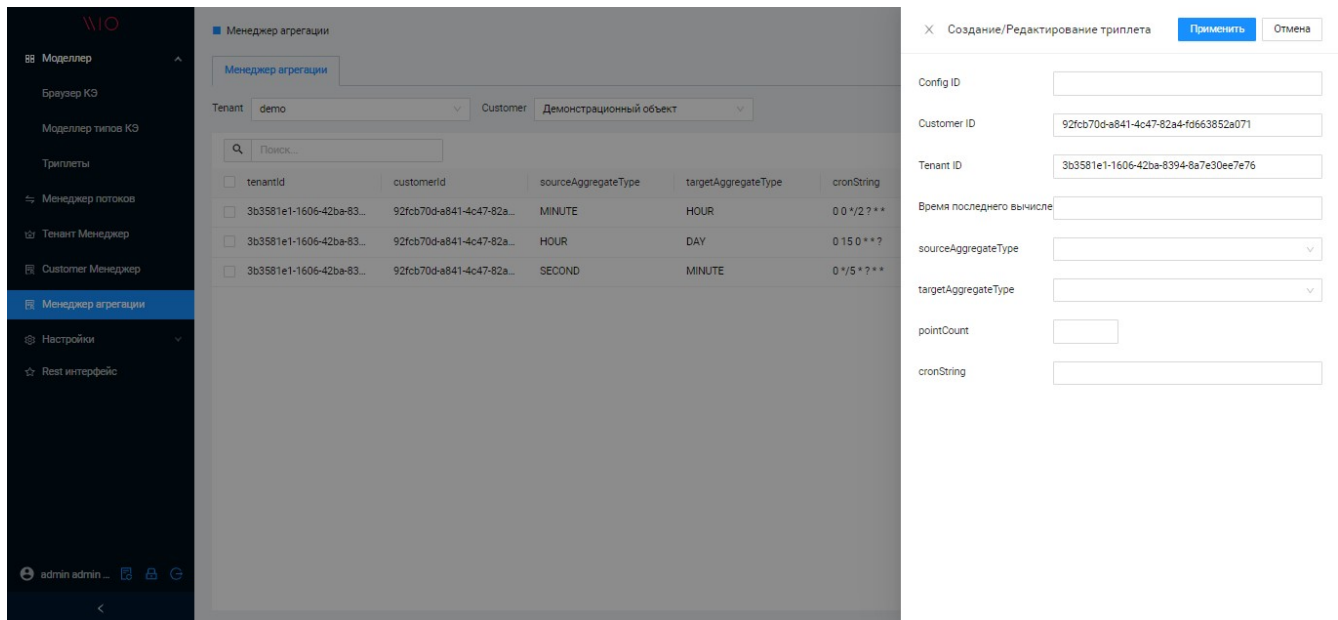 WIO
Моделлер
Браузер КЭ
Моделлер типов КЭ
Триплеты
Менеджер потоков
Тенант Менеджер
Customer Менеджер
Менеджер агрегации
Настройки
Rest интерфейс
admin admin ...
Менеджер агрегации
Менеджер агрегации
Tenant demo Customer Демонстрационный объект
Поиск...
tenantId customerId sourceAggregateType targetAggregateType cronString
3b3581e1-1606-42ba-83... 92fcb70d-a841-4c47-82a... MINUTE HOUR 0 0 */2 ? * *
3b3581e1-1606-42ba-83... 92fcb70d-a841-4c47-82a... HOUR DAY 0 15 0 * * ?
3b3581e1-1606-42ba-83... 92fcb70d-a841-4c47-82a... SECOND MINUTE 0 */5 * ? * *
Создание/Редактирование триплета Применить Отмена
Config ID
Customer ID 92fcb70d-a841-4c47-82a4-fd663852a071
Tenant ID 3b3581e1-1606-42ba-8394-8a7e30ee7e76
Время последнего вычисле
sourceAggregateType
targetAggregateType
pointCount
cronString